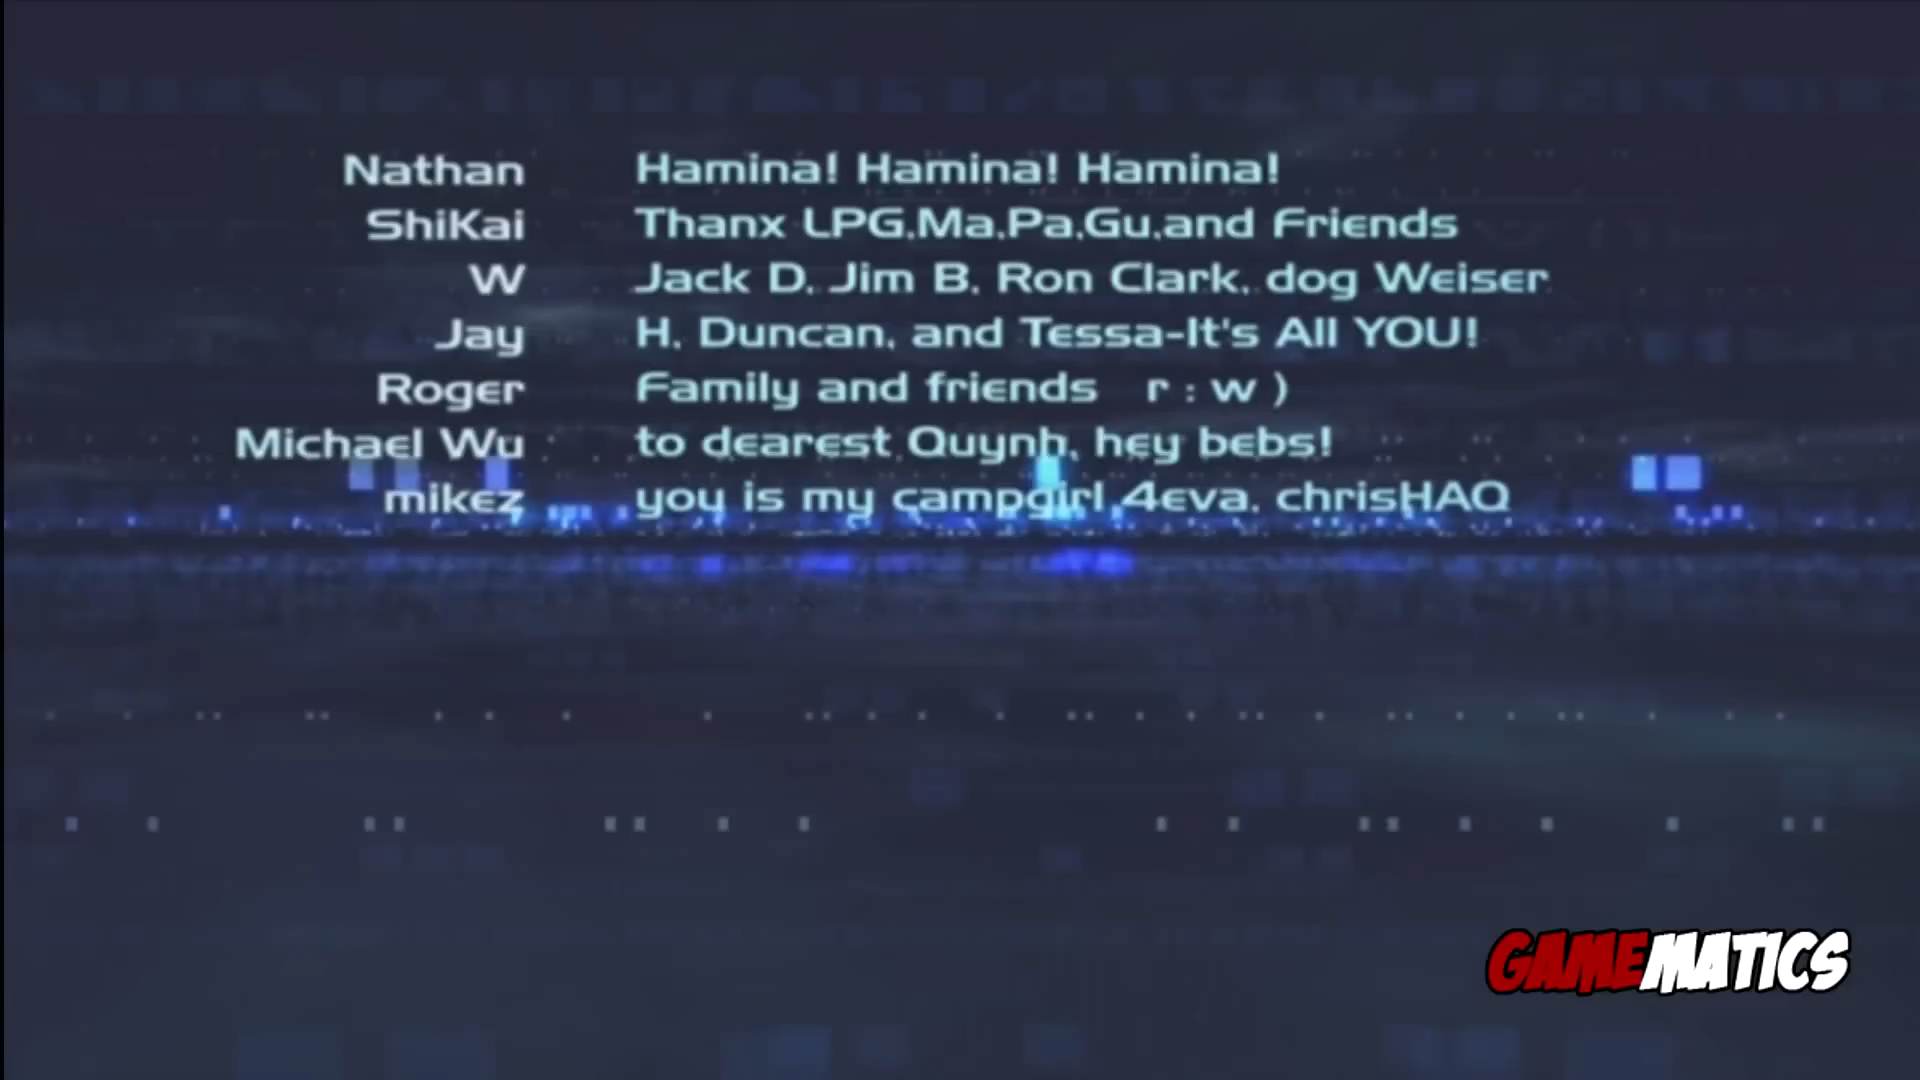 Nathan Hamina! Hamina! Hamina!
ShiKai Thanx LPG,Ma,Pa,Gu,and Friends
W Jack D, Jim B, Ron Clark, dog Weiser
Jay H, Duncan, and Tessa-It's All YOU!
Roger Family and friends r : w )
Michael Wu to dearest Quynh, hey bebs!
mikez you is my campgirl 4eva, chrisHAQ
GAMEMATICS